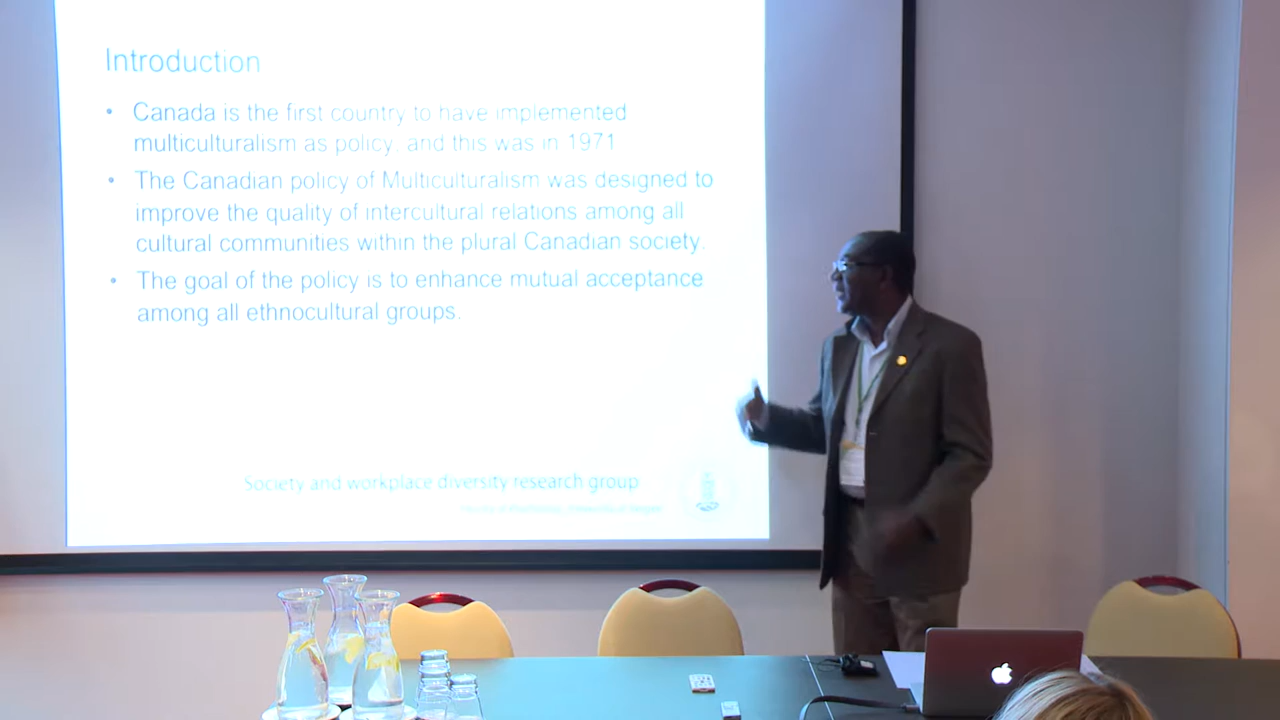 Introduction
• Canada is the first country to have implemented
multiculturalism as policy, and this was in 1971
• The Canadian policy of Multiculturalism was designed to
improve the quality of intercultural relations among all
cultural communities within the plural Canadian society.
• The goal of the policy is to enhance mutual acceptance
among all ethnocultural groups.
Society and workplace diversity research group